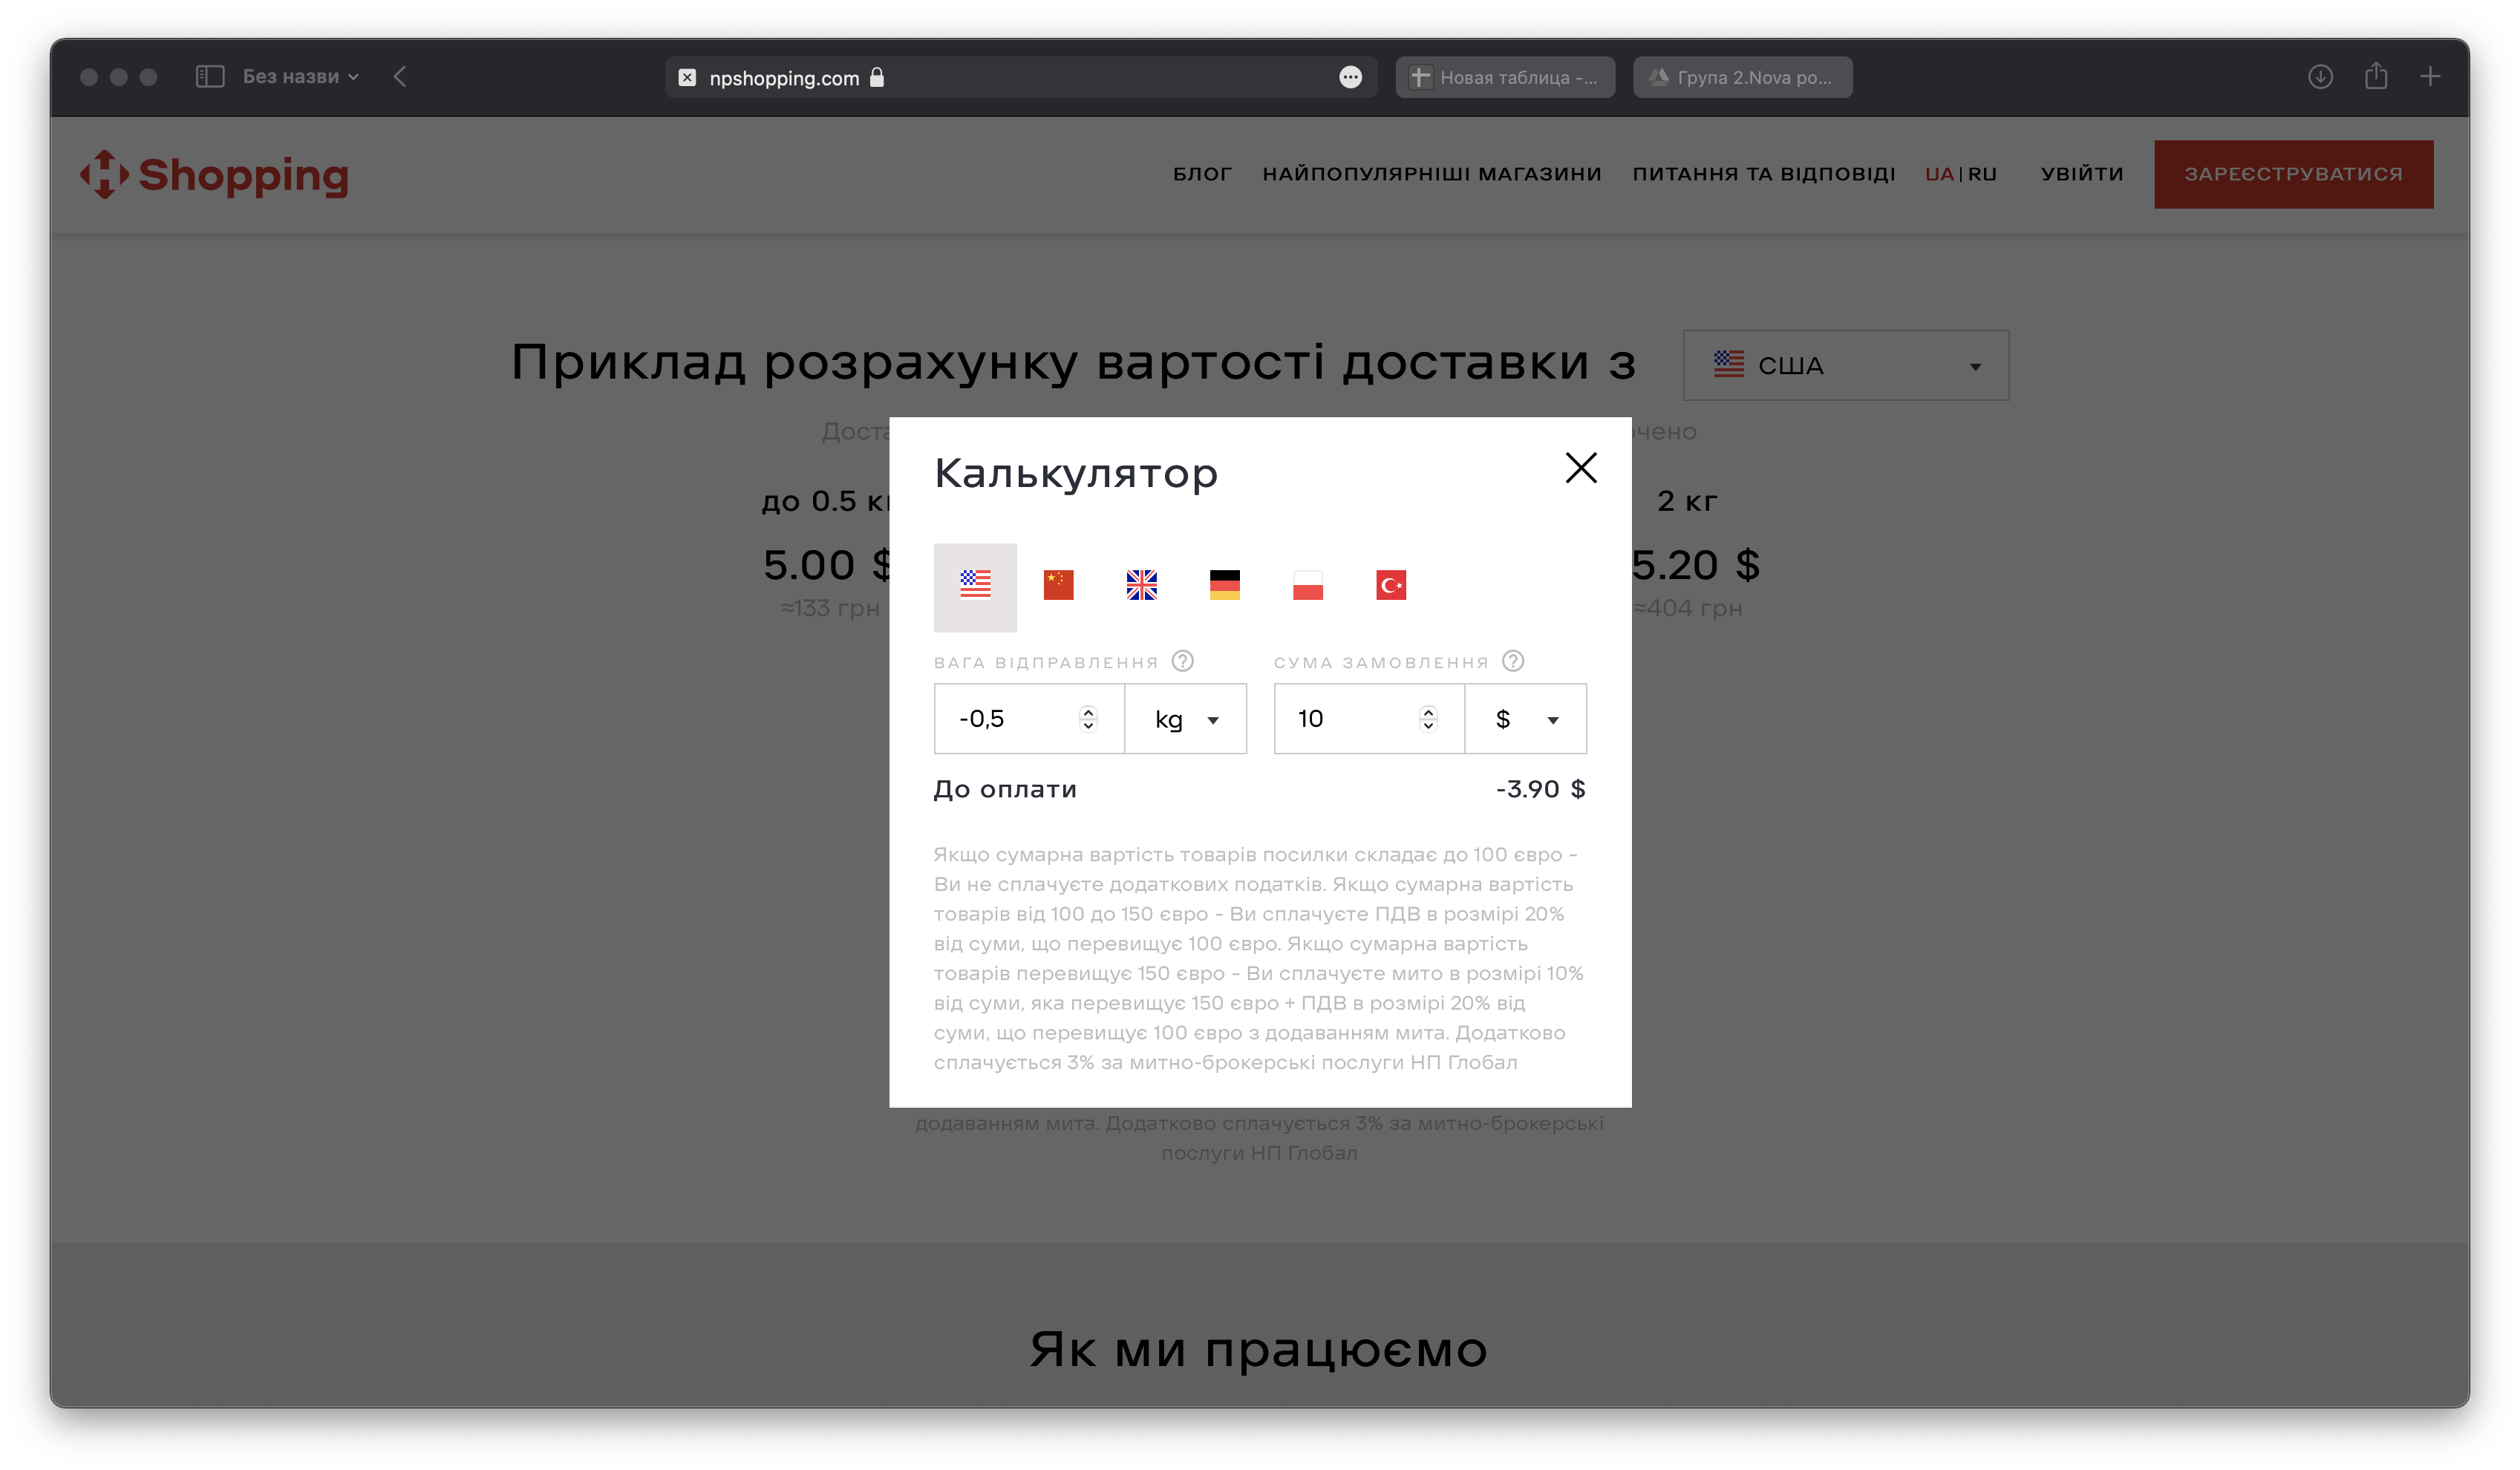 Без назви
npshopping.com
Новая таблица -...
Група 2.Nova po...
Shopping
БЛОГ
НАЙПОПУЛЯРНІШІ МАГАЗИНИ
ПИТАННЯ ТА ВІДПОВІДІ
UA | RU
УВІЙТИ
ЗАРЕЄСТРУВАТИСЯ
Приклад розрахунку вартості доставки з
США
до 0.5
2 кг
5.00 $
5.20 $
≈133 грн
≈404 грн
Калькулятор
ВАГА ВІДПРАВЛЕННЯ
СУМА ЗАМОВЛЕННЯ
-0,5
kg
10
$
До оплати
-3.90 $
Якщо сумарна вартість товарів посилки складає до 100 євро -
Ви не сплачуєте додаткових податків. Якщо сумарна вартість
товарів від 100 до 150 євро - Ви сплачуєте ПДВ в розмірі 20%
від суми, що перевищує 100 євро. Якщо сумарна вартість
товарів перевищує 150 євро - Ви сплачуєте мито в розмірі 10%
від суми, яка перевищує 150 євро + ПДВ в розмірі 20% від
суми, що перевищує 100 євро з додаванням мита. Додатково
сплачується 3% за митно-брокерські послуги НП Глобал
додаванням мита. Додатково сплачується 3% за митно-брокерські
послуги НП Глобал
Як ми працюємо